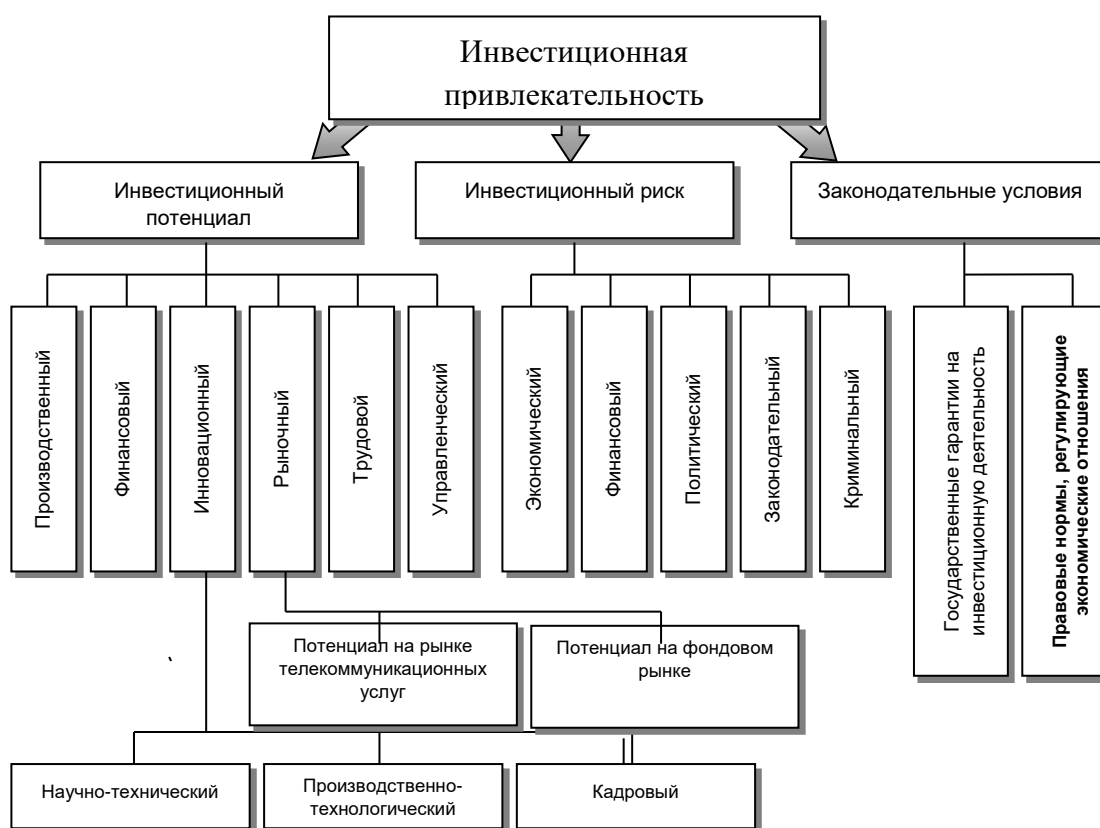 Инвестиционная
привлекательность
Инвестиционный
потенциал
Инвестиционный риск
Законодательные условия
Производственный
Финансовый
Инновационный
Рыночный
Трудовой
Управленческий
Экономический
Финансовый
Политический
Законодательный
Криминальный
Государственные гарантии на
инвестиционную деятельность
Правовые нормы, регулирующие
экономические отношения
Потенциал на рынке
телекоммуникационных
услуг
Потенциал на фондовом
рынке
Научно-технический
Производственно-
технологический
Кадровый